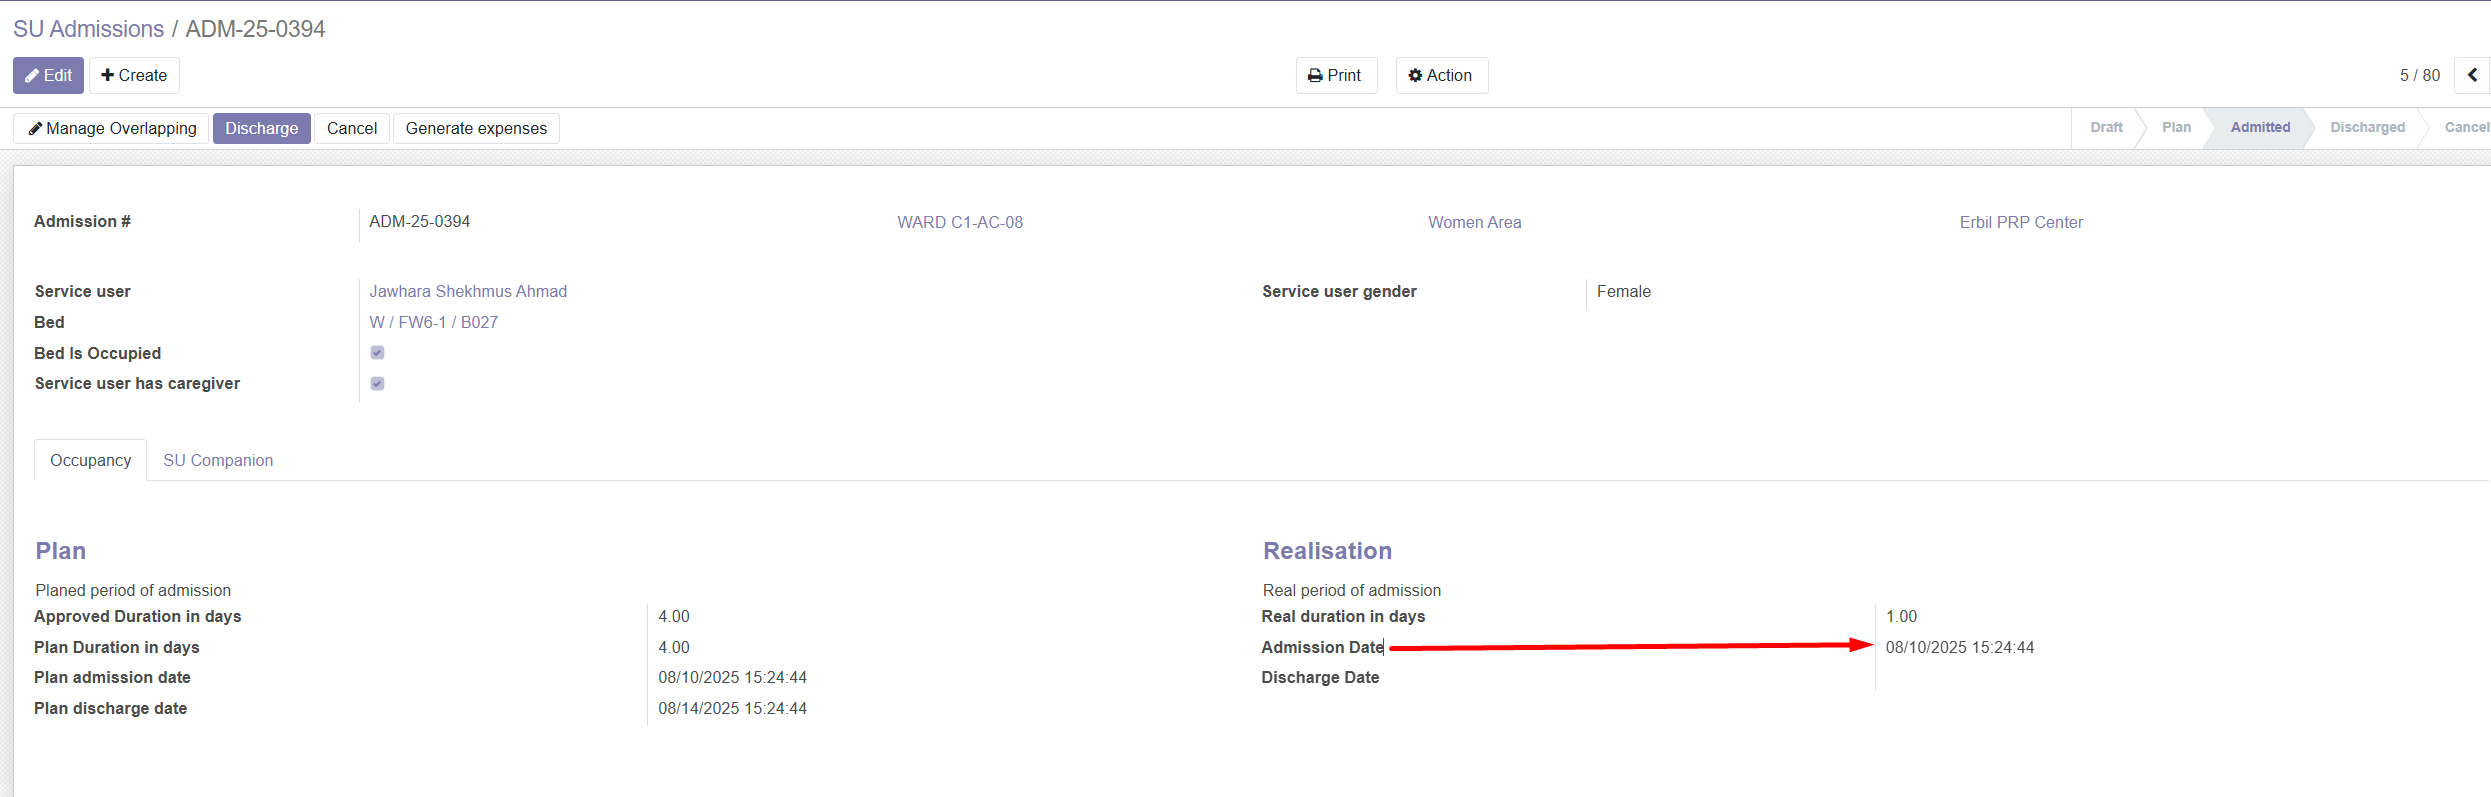 SU Admissions / ADM-25-0394
Edit Create Print Action 5 / 80
Manage Overlapping Discharge Cancel Generate expenses Draft Plan Admitted Discharged Cancel
Admission # ADM-25-0394 WARD C1-AC-08 Women Area Erbil PRP Center
Service user Jawhara Shekhmus Ahmad Service user gender Female
Bed W / FW6-1 / B027
Bed Is Occupied
Service user has caregiver
Occupancy SU Companion
Plan Realisation
Planed period of admission Real period of admission
Approved Duration in days 4.00 Real duration in days 1.00
Plan Duration in days 4.00 Admission Date 08/10/2025 15:24:44
Plan admission date 08/10/2025 15:24:44 Discharge Date
Plan discharge date 08/14/2025 15:24:44